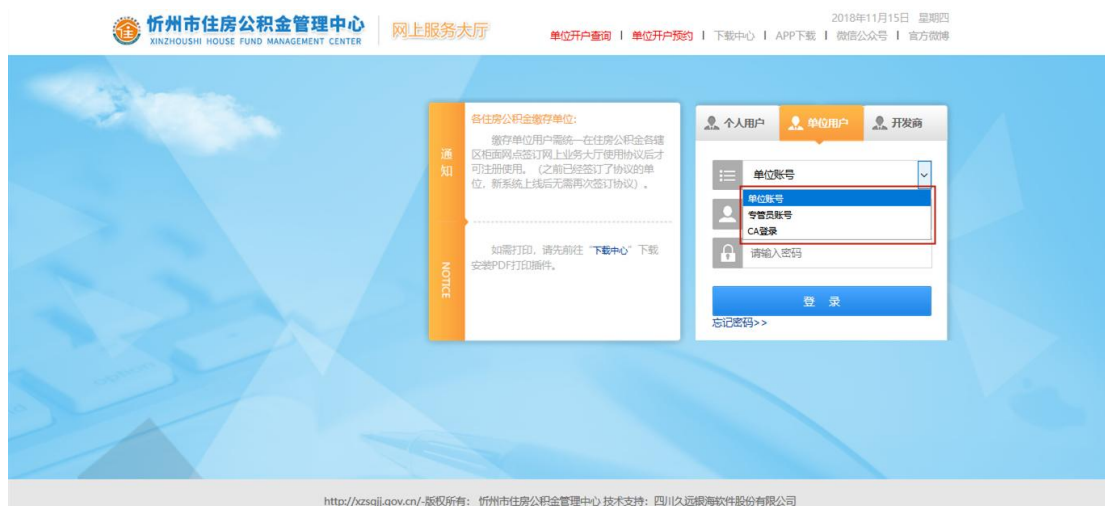 忻州市住房公积金管理中心
XINZHOUSHI HOUSE FUND MANAGEMENT CENTER
网上服务大厅
2018年11月15日 星期四
单位开户查询 | 单位开户预约 | 下载中心 | APP下载 | 微信公众号 | 官方微博
通知
各住房公积金缴存单位：
缴存单位用户需统一在住房公积金各辖
区柜面网点签订网上业务大厅使用协议后才
可注册使用。（之前已经签订了协议的单
位，新系统上线后无需再次签订协议）。
NOTICE
如需打印，请先前往“下载中心”下载
安装PDF打印插件。
个人用户 单位用户 开发商
单位账号
单位账号
专管员账号
CA登录
请输入密码
登 录
忘记密码>>
option
http://xzsgjj.gov.cn/-版权所有： 忻州市住房公积金管理中心 技术支持：四川久远银海软件股份有限公司